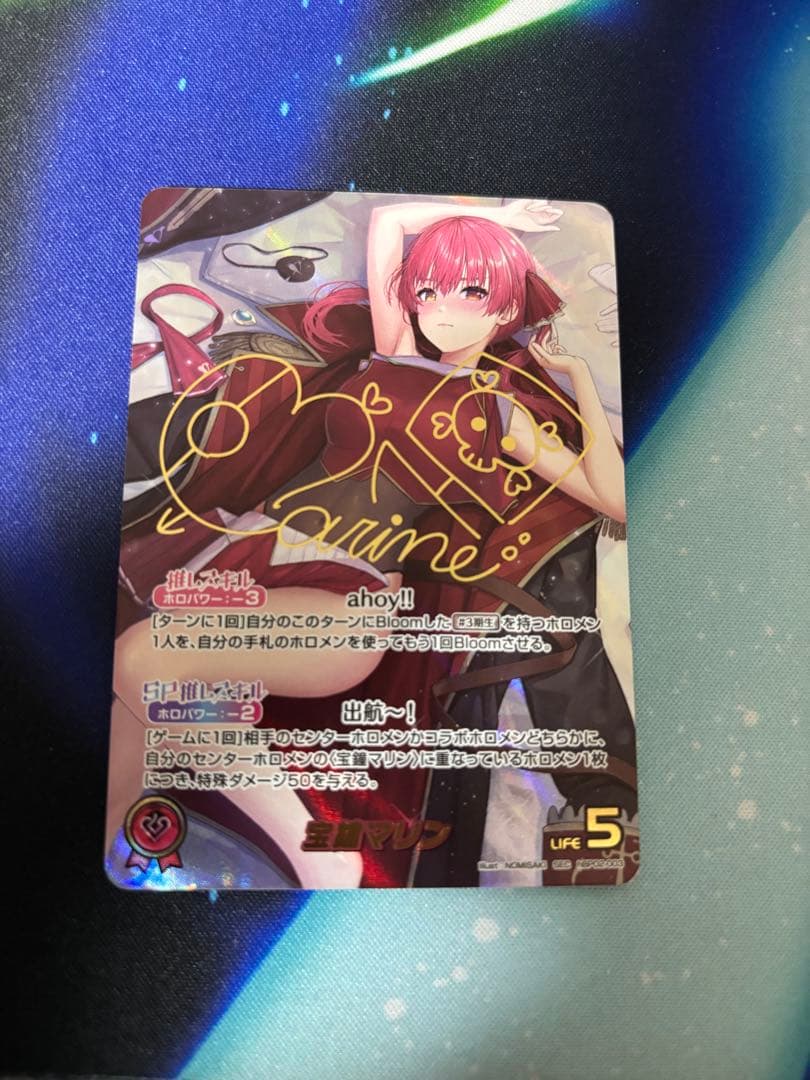 Marine
推しスキル
ホロパワー：－3
ahoy!!
[ターンに1回]自分のこのターンにBloomした #3期生 を持つホロメン
1人を、自分の手札のホロメンを使ってもう1回Bloomさせる。
SP推しスキル
ホロパワー：－2
出航～！
[ゲームに1回]相手のセンターホロメンかコラボホロメンどちらかに、
自分のセンターホロメンの〈宝鐘マリン〉に重なっているホロメン1枚
につき、特殊ダメージ50を与える。
宝鐘マリン
LIFE 5
illust. NOMISAKI SEC hBP02-003